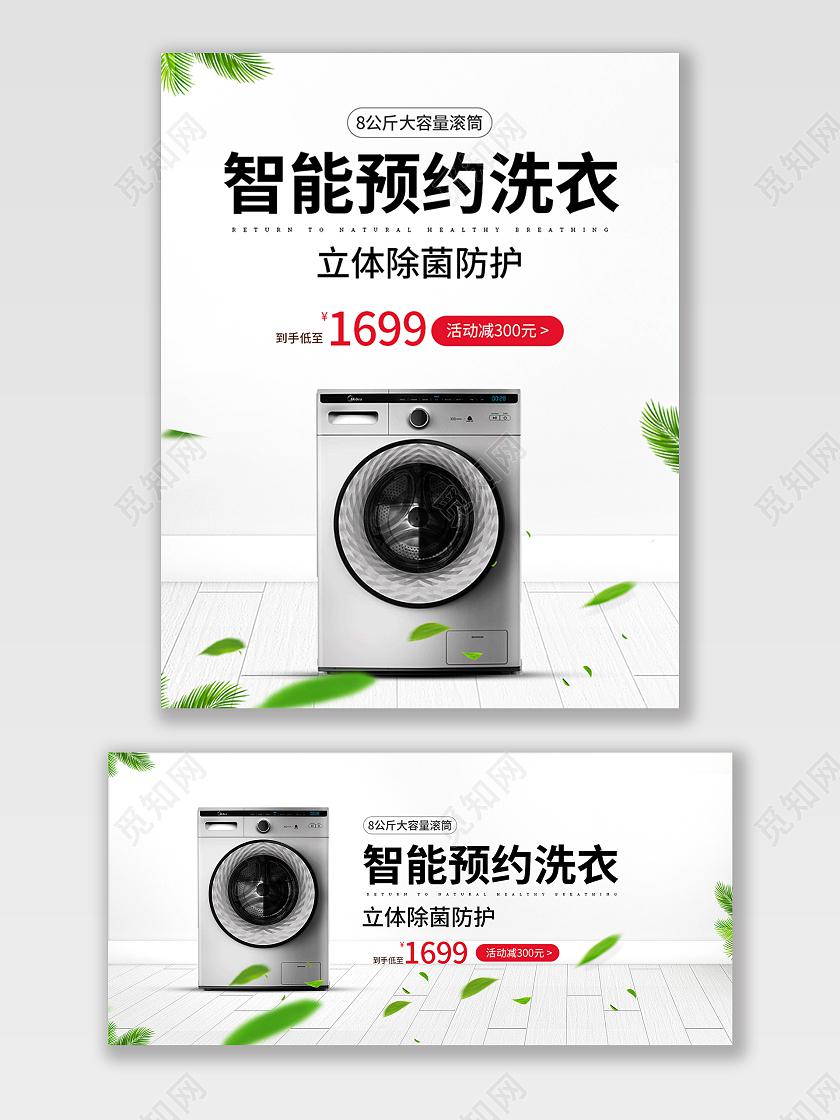 8公斤大容量滚筒
智能预约洗衣
RETURN TO NATURAL HEALTHY BREATHING
立体除菌防护
到手低至¥1699 活动减300元 >
Midea
00:28
8公斤大容量滚筒
智能预约洗衣
RETURN TO NATURAL HEALTHY BREATHING
立体除菌防护
到手低至¥1699 活动减300元 >
Midea
觅知网